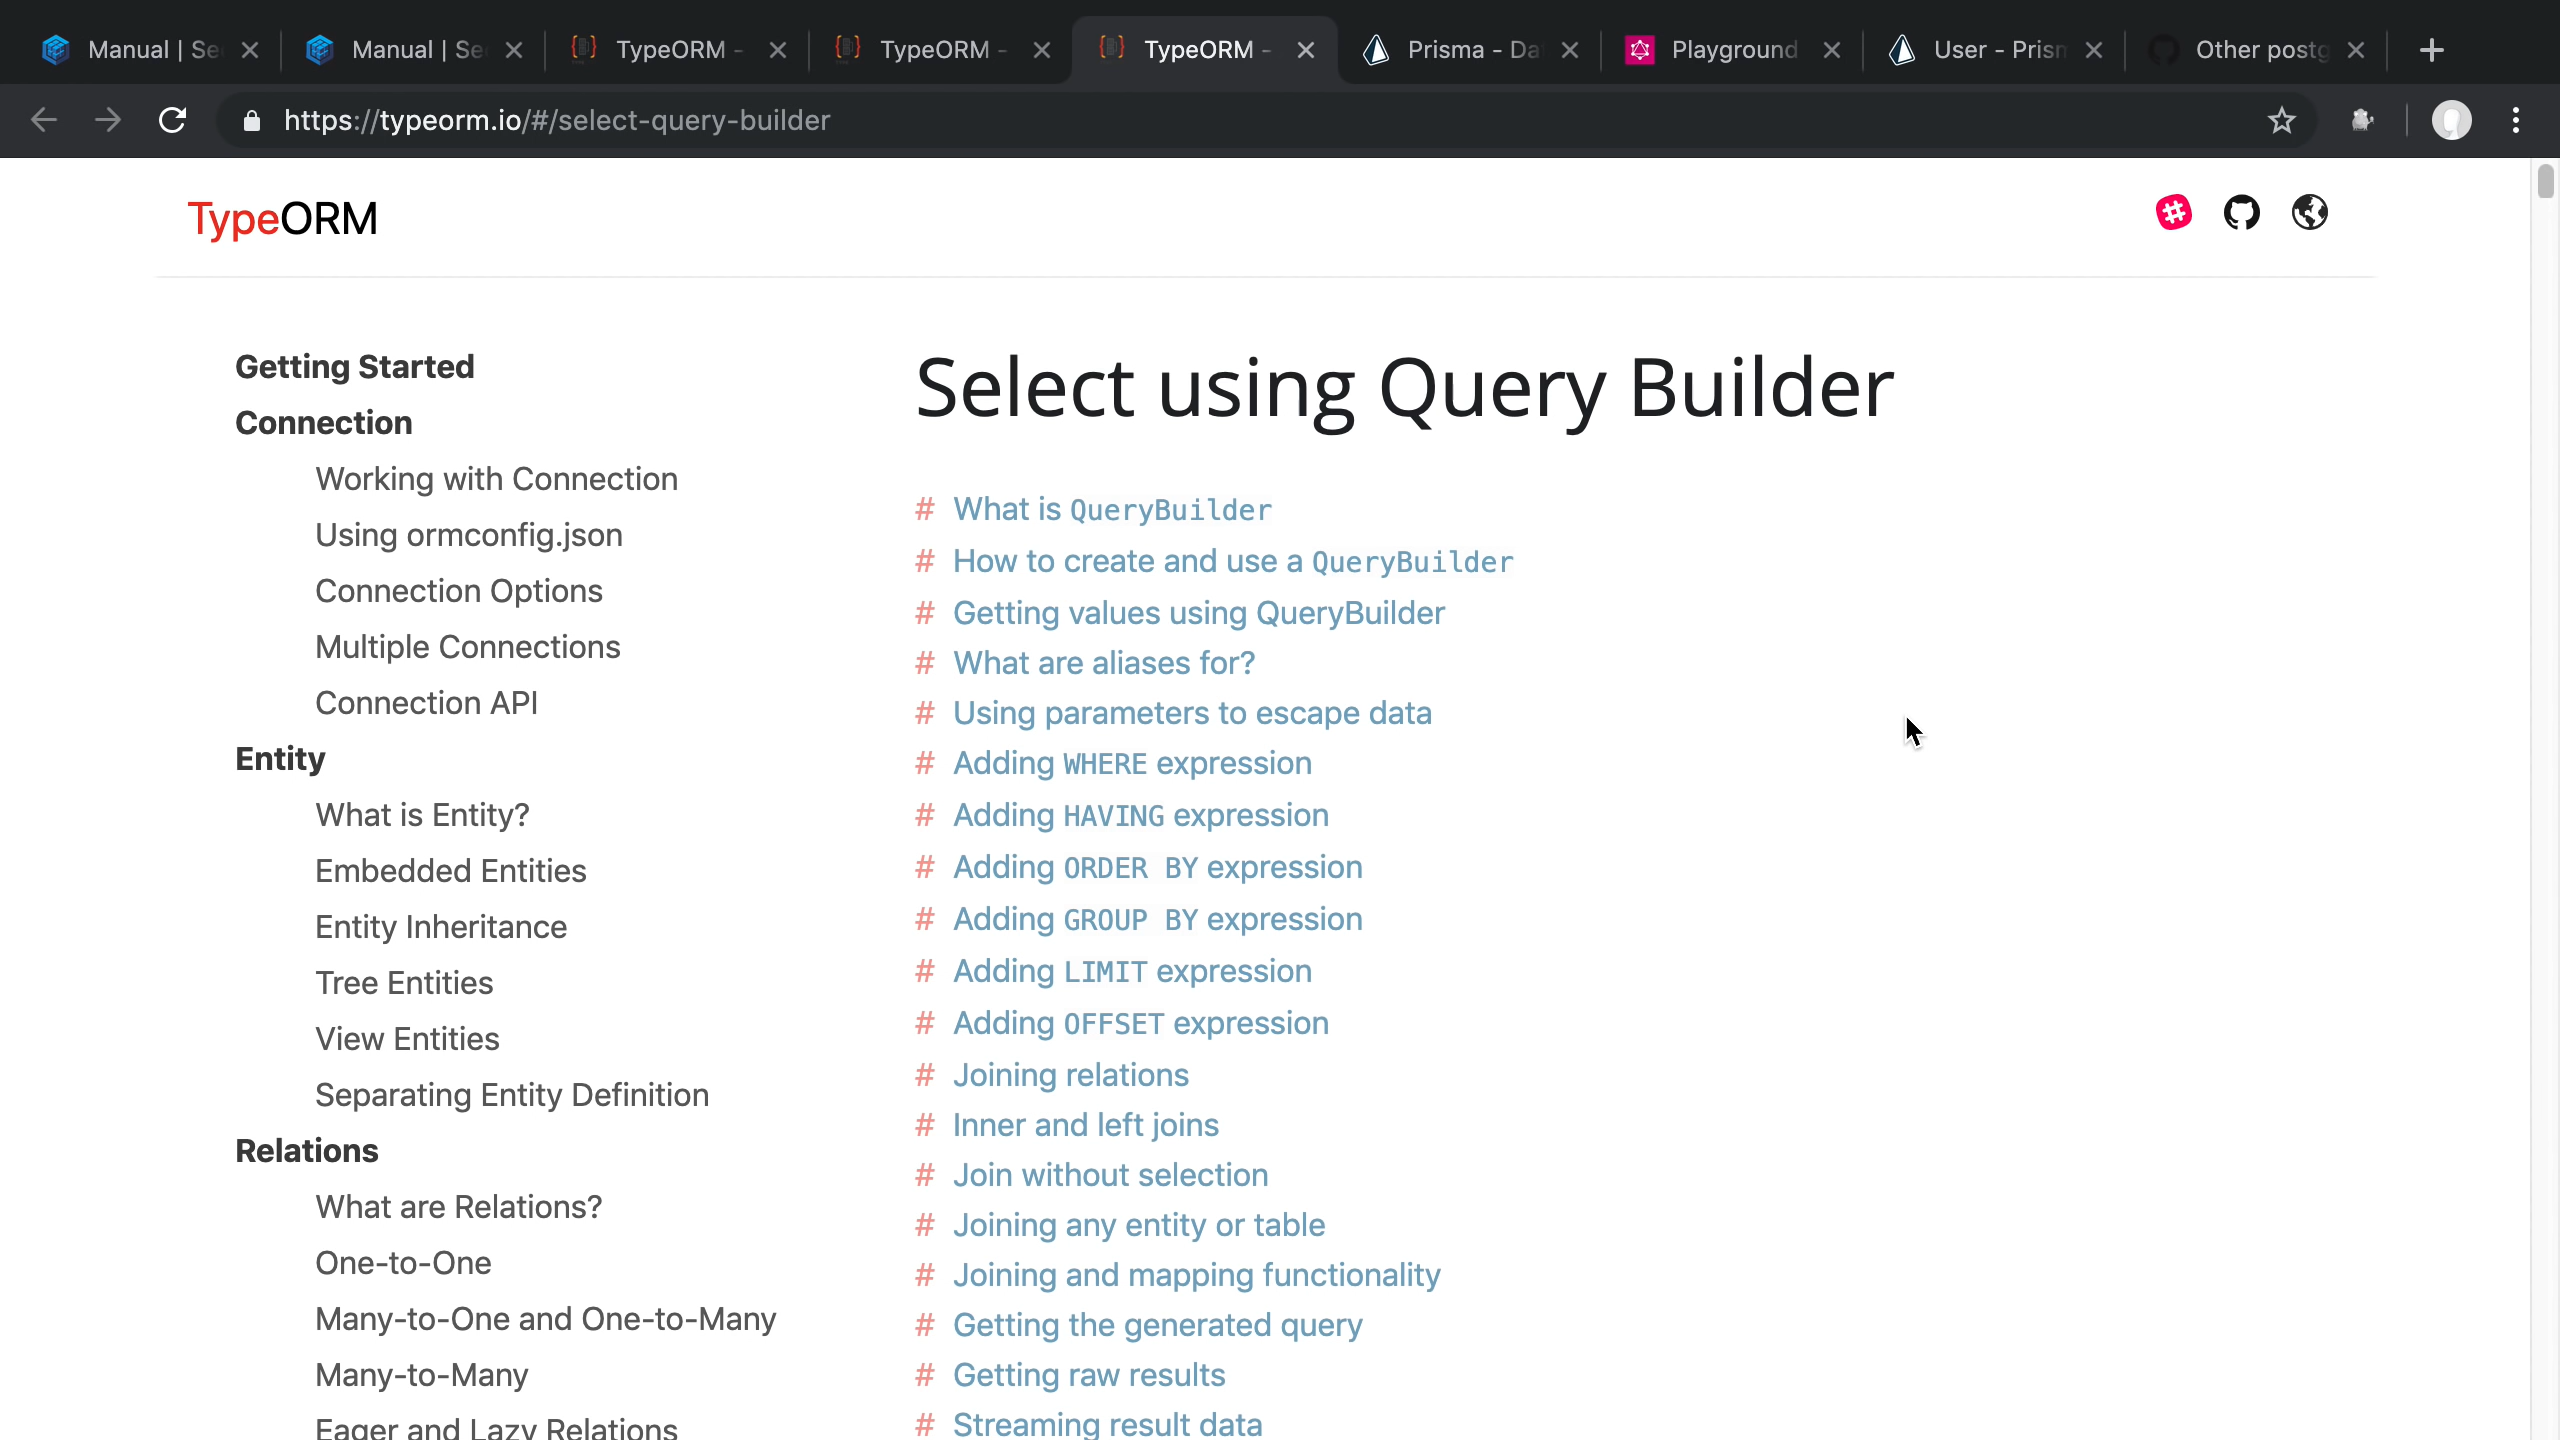 Manual | Se
Manual | Se
TypeORM -
TypeORM -
TypeORM -
Prisma - Da
Playground
User - Prism
Other postg
https://typeorm.io/#/select-query-builder
TypeORM
Getting Started
Connection
Working with Connection
Using ormconfig.json
Connection Options
Multiple Connections
Connection API
Entity
What is Entity?
Embedded Entities
Entity Inheritance
Tree Entities
View Entities
Separating Entity Definition
Relations
What are Relations?
One-to-One
Many-to-One and One-to-Many
Many-to-Many
Eager and Lazy Relations
Select using Query Builder
# What is QueryBuilder
# How to create and use a QueryBuilder
# Getting values using QueryBuilder
# What are aliases for?
# Using parameters to escape data
# Adding WHERE expression
# Adding HAVING expression
# Adding ORDER BY expression
# Adding GROUP BY expression
# Adding LIMIT expression
# Adding OFFSET expression
# Joining relations
# Inner and left joins
# Join without selection
# Joining any entity or table
# Joining and mapping functionality
# Getting the generated query
# Getting raw results
# Streaming result data